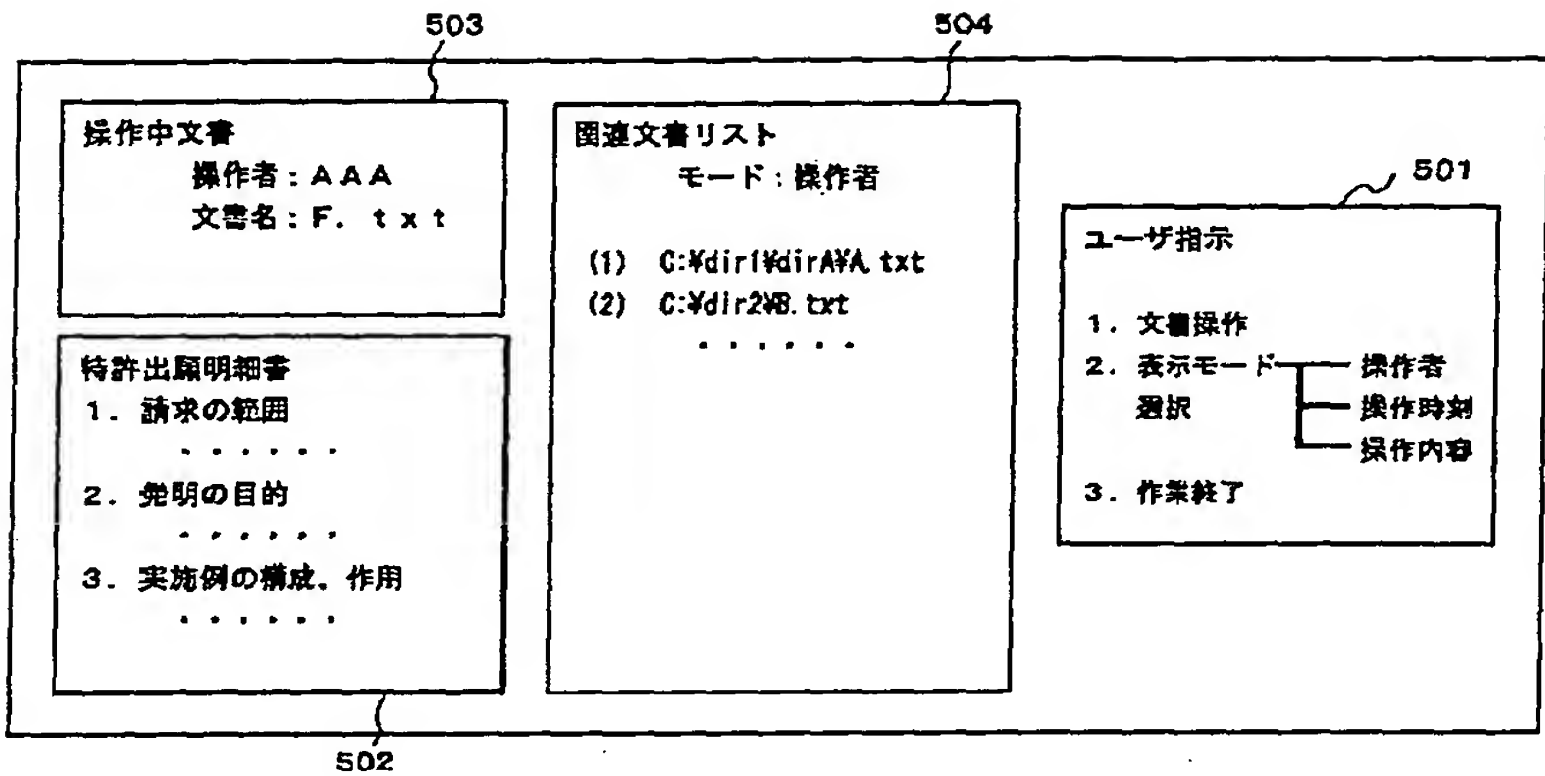 503
504
操作中文書
操作者：AAA
文書名：F．txt
特許出願明細書
1．請求の範囲
・・・・・・
2．発明の目的
・・・・・・
3．実施例の構成、作用
・・・・・・
502
関連文書リスト
モード：操作者
(1) C:¥dir1¥dirA¥A.txt
(2) C:¥dir2¥B.txt
・・・・・・
501
ユーザ指示
1．文書操作
2．表示モード 操作者
選択 操作時刻
操作内容
3．作業終了